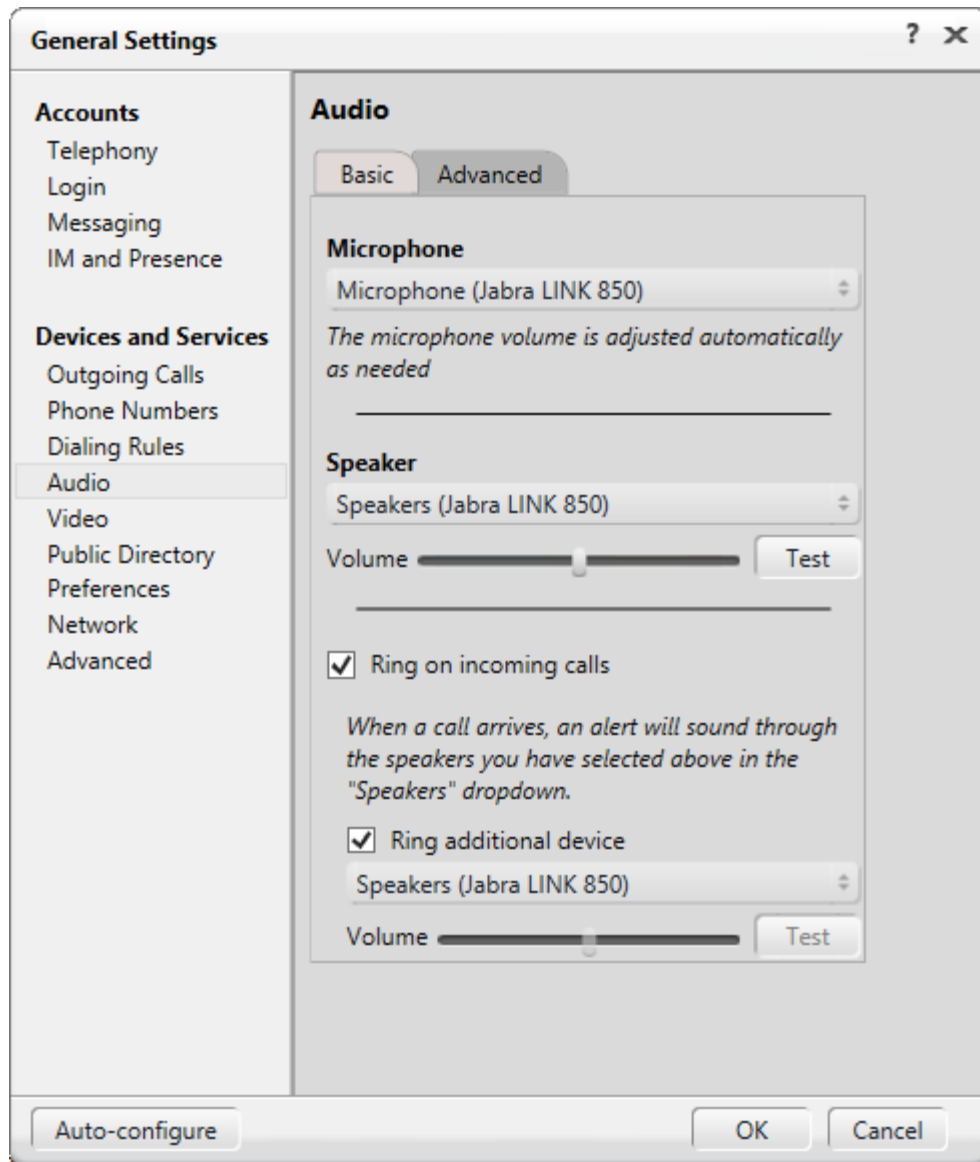 General Settings
?
Accounts
Telephony
Login
Messaging
IM and Presence
Devices and Services
Outgoing Calls
Phone Numbers
Dialing Rules
Audio
Video
Public Directory
Preferences
Network
Advanced
Audio
Basic
Advanced
Microphone
Microphone (Jabra LINK 850)
The microphone volume is adjusted automatically
as needed
Speaker
Speakers (Jabra LINK 850)
Volume
Test
Ring on incoming calls
When a call arrives, an alert will sound through
the speakers you have selected above in the
"Speakers" dropdown.
Ring additional device
Speakers (Jabra LINK 850)
Volume
Test
Auto-configure
OK
Cancel